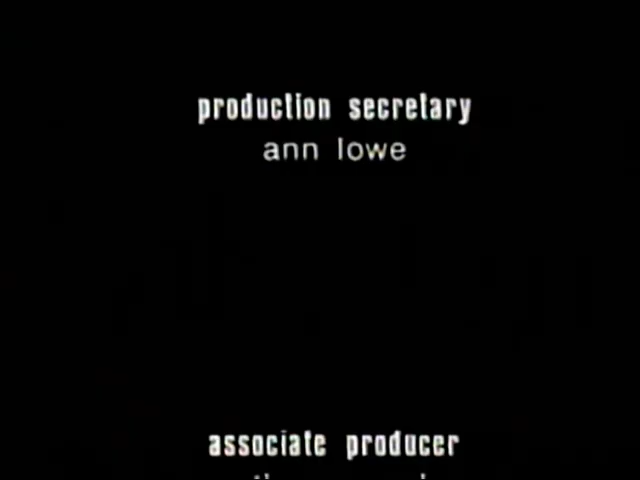 production secretary
ann lowe
associate producer